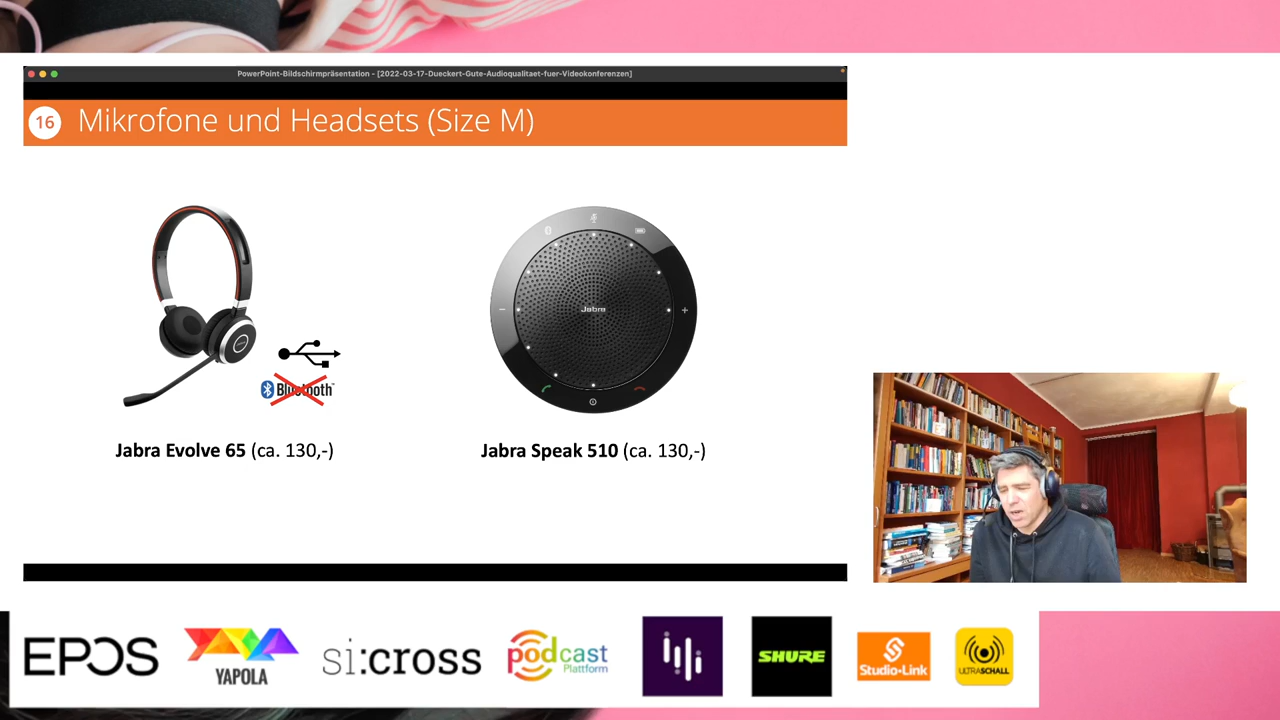 PowerPoint-Bildschirmpräsentation - [2022-03-17-Dueckert-Gute-Audioqualitaet-fuer-Videokonferenzen]
16 Mikrofone und Headsets (Size M)
Jabra
Bluetooth
Jabra Evolve 65 (ca. 130,-)
Jabra Speak 510 (ca. 130,-)
EPOS
YAPOLA
si:cross
podcast
Plattform
SHURE
Studio-Link
ULTRASCHALL